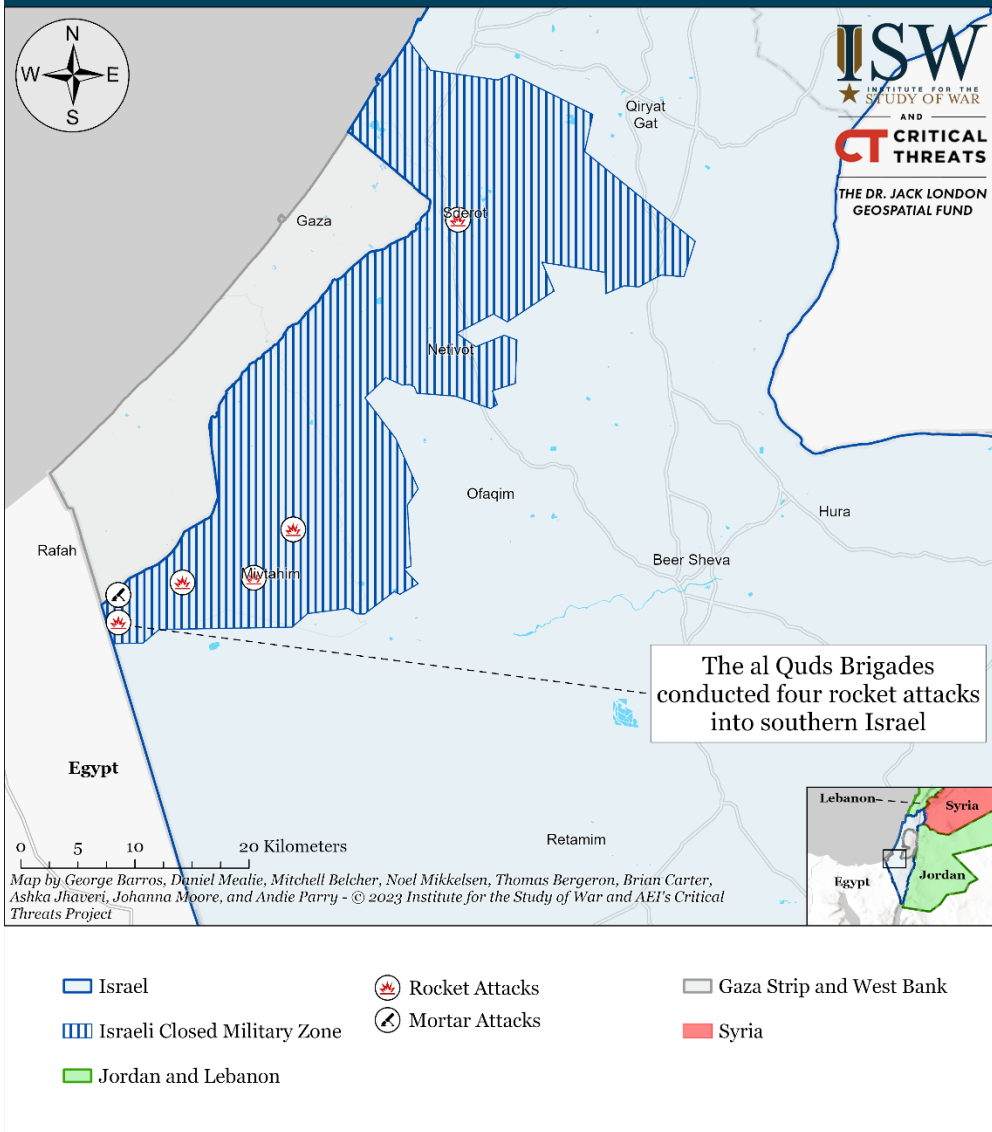 N
W E
S
ISW
INSTITUTE FOR THE
STUDY OF WAR
AND
CT CRITICAL
THREATS
THE DR. JACK LONDON
GEOSPATIAL FUND
Qiryat
Gat
Sderot
Gaza
Netivot
Ofaqim
Hura
Rafah
Beer Sheva
Mivtahim
The al Quds Brigades
conducted four rocket attacks
into southern Israel
Egypt
Retamim
0 5 10 20 Kilometers
Map by George Barros, Daniel Mealie, Mitchell Belcher, Noel Mikkelsen, Thomas Bergeron, Brian Carter,
Ashka Jhaveri, Johanna Moore, and Andie Parry - © 2023 Institute for the Study of War and AEI's Critical
Threats Project
Lebanon
Syria
Egypt
Jordan
Israel
Israeli Closed Military Zone
Jordan and Lebanon
Rocket Attacks
Mortar Attacks
Gaza Strip and West Bank
Syria